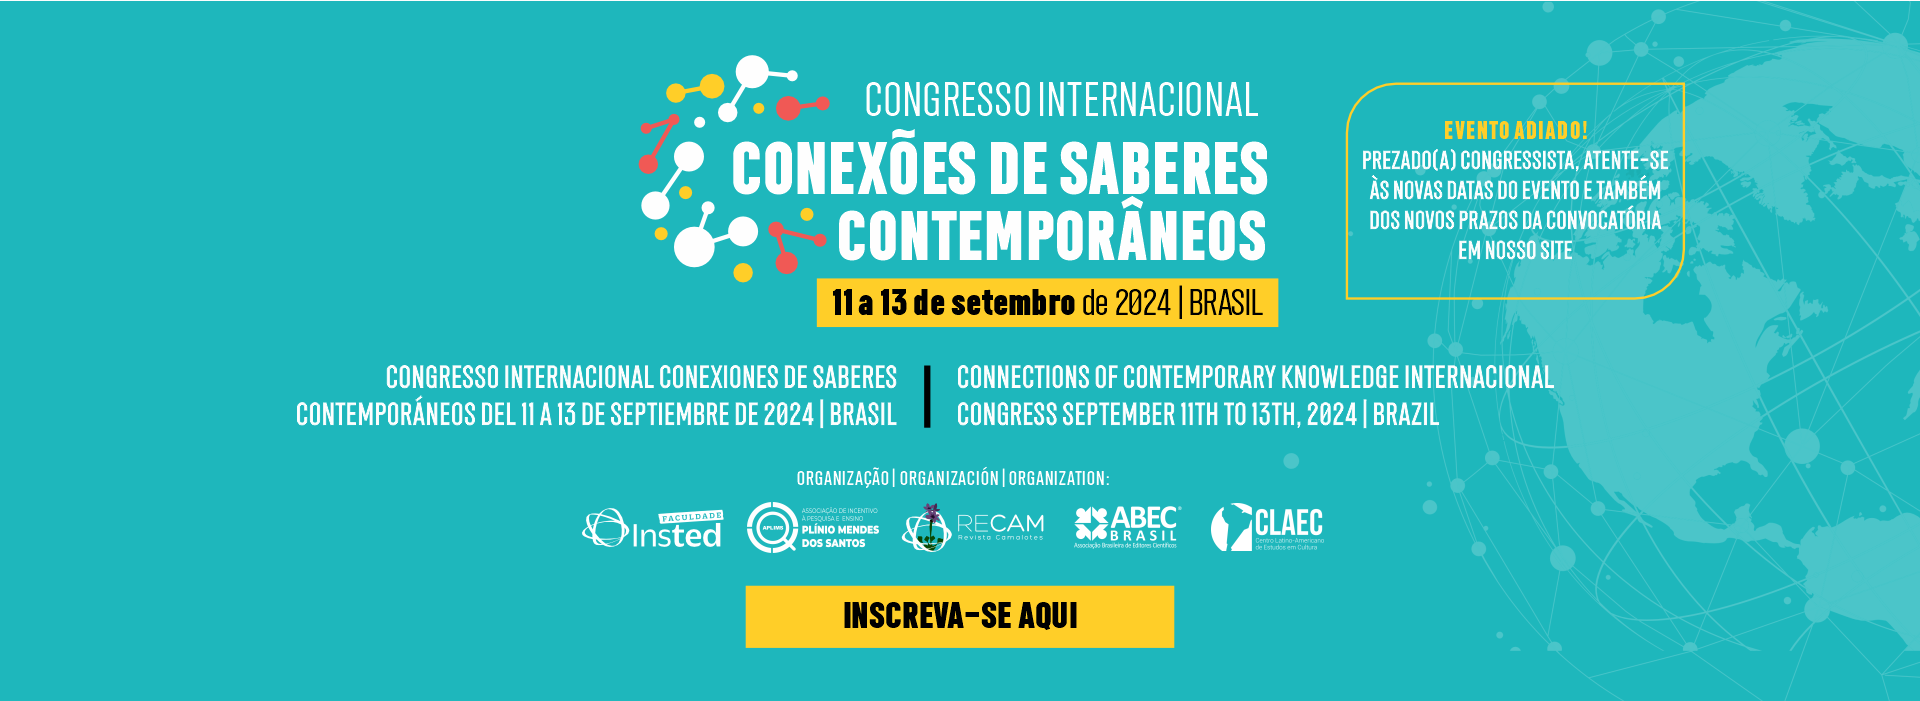 CONGRESSO INTERNACIONAL
CONEXÕES DE SABERES
CONTEMPORÂNEOS
11 a 13 de setembro de 2024 | BRASIL
EVENTO ADIADO!
PREZADO(A) CONGRESSISTA, ATENTE-SE
ÀS NOVAS DATAS DO EVENTO E TAMBÉM
DOS NOVOS PRAZOS DA CONVOCATÓRIA
EM NOSSO SITE
CONGRESSO INTERNACIONAL CONEXIONES DE SABERES
CONTEMPORÁNEOS DEL 11 A 13 DE SEPTIEMBRE DE 2024 | BRASIL
CONNECTIONS OF CONTEMPORARY KNOWLEDGE INTERNACIONAL
CONGRESS SEPTEMBER 11TH TO 13TH, 2024 | BRAZIL
ORGANIZAÇÃO | ORGANIZACIÓN | ORGANIZATION:
FACULDADE
Insted
APLIMS
ASSOCIAÇÃO DE INCENTIVO
À PESQUISA E ENSINO
PLÍNIO MENDES
DOS SANTOS
RECAM
Revista Camalotes
ABEC®
BRASIL
Associação Brasileira de Editores Científicos
CLAEC
Centro Latino-Americano
de Estudos em Cultura
INSCREVA-SE AQUI